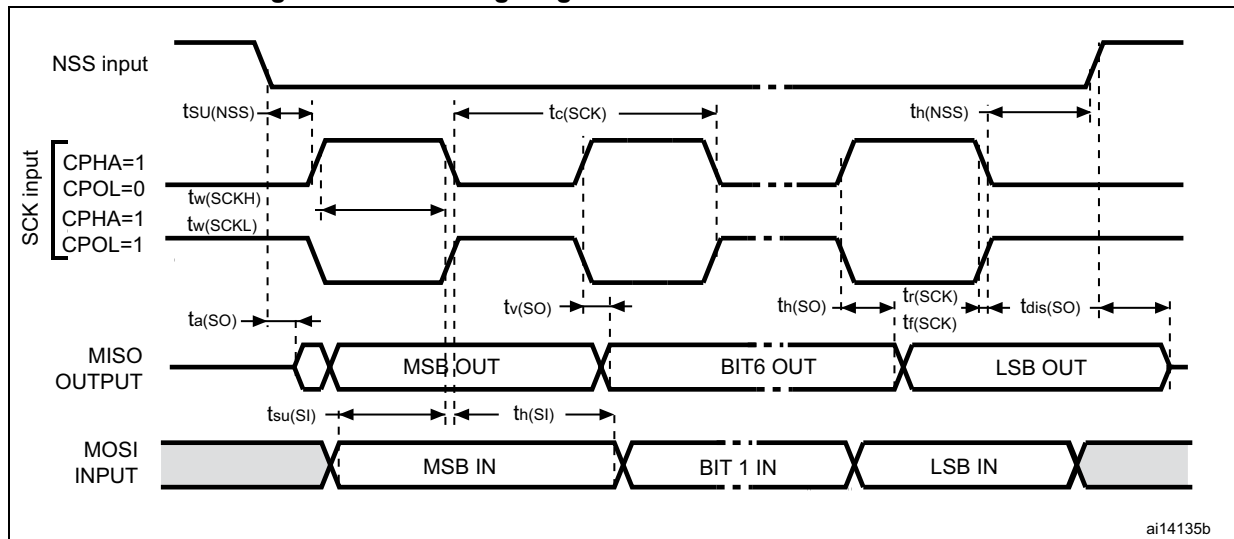 NSS input
tSU(NSS)
tc(SCK)
th(NSS)
SCK input
CPHA=1
CPOL=0
tw(SCKH)
CPHA=1
tw(SCKL)
CPOL=1
ta(SO)
tv(SO)
th(SO)
tr(SCK)
tf(SCK)
tdis(SO)
MISO
OUTPUT
MSB OUT
BIT6 OUT
LSB OUT
tsu(SI)
th(SI)
MOSI
INPUT
MSB IN
BIT 1 IN
LSB IN
ai14135b